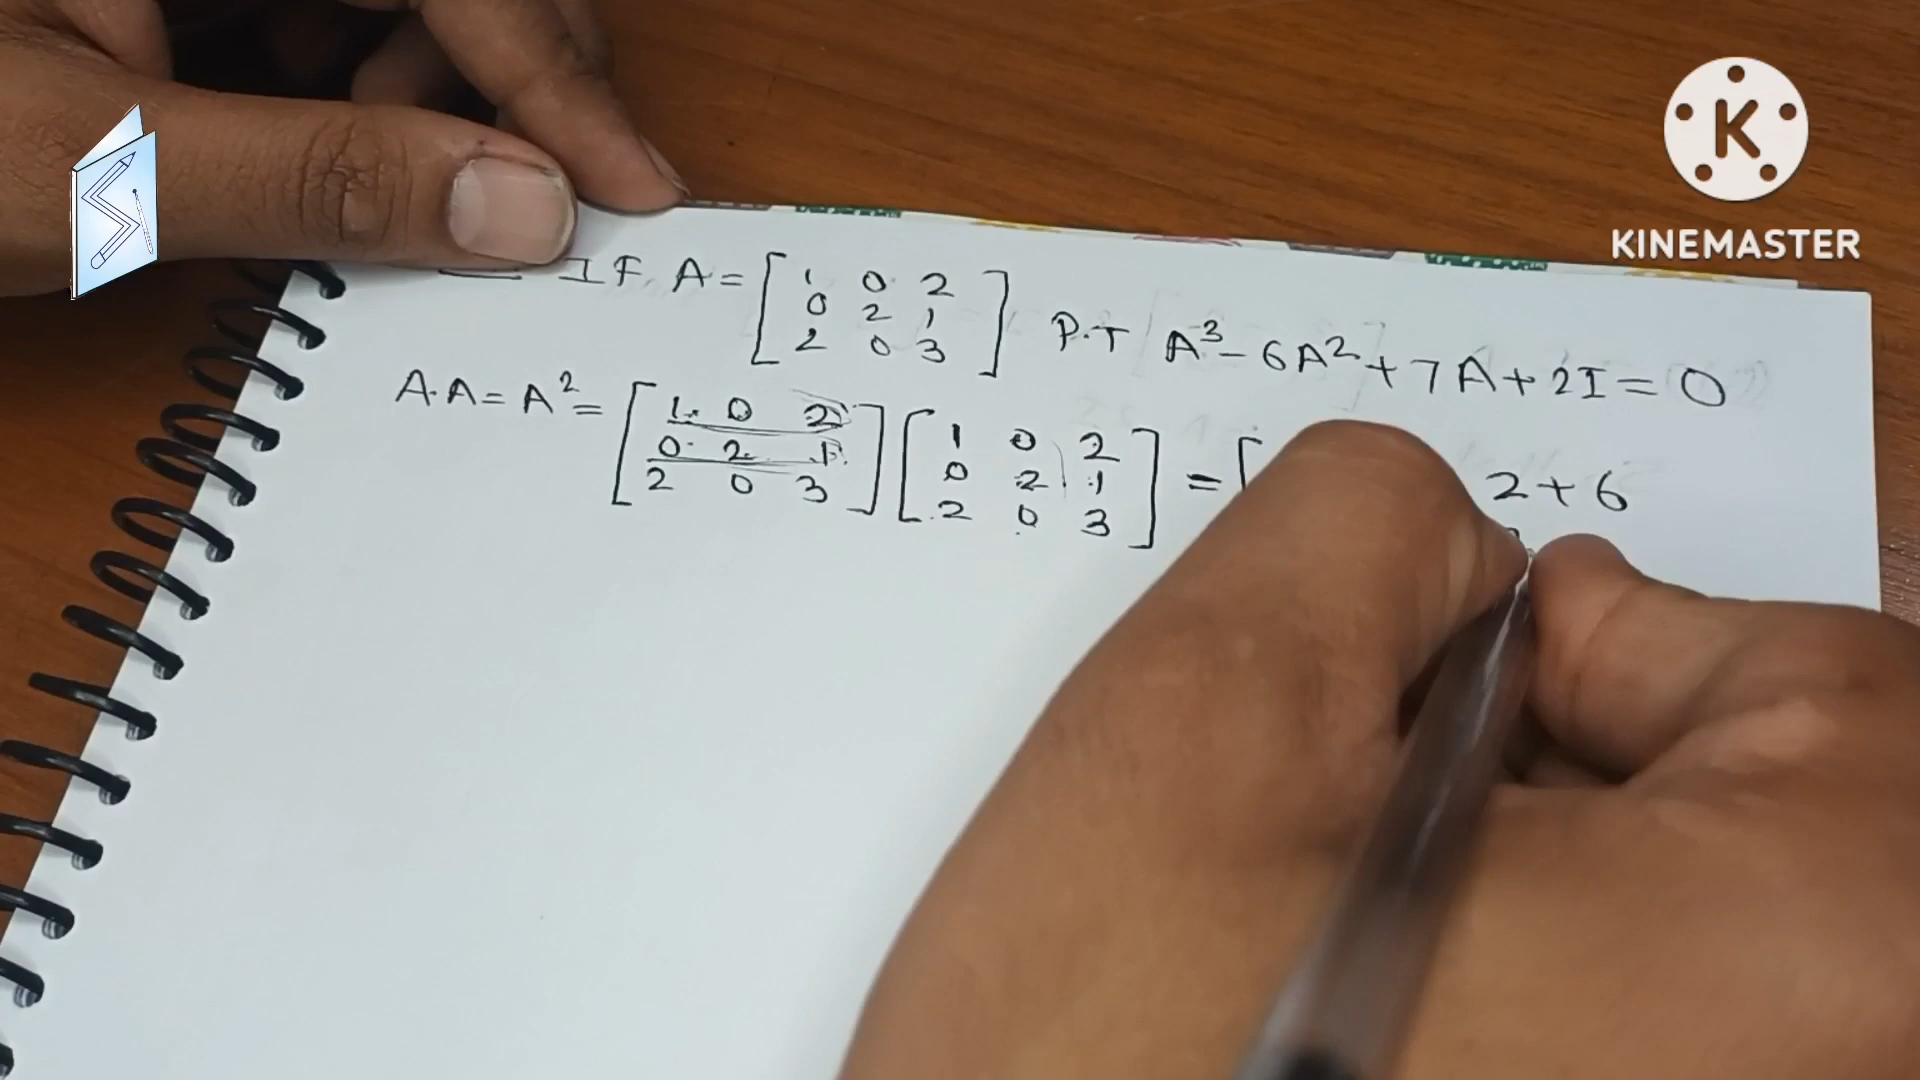 KINEMASTER
IF A = [ 1 0 2
0 2 1
2 0 3 ] P.T A³ - 6A² + 7A + 2I = 0
A.A = A² = [ 1 0 2
0 2 1
2 0 3 ] [ 1 0 2
0 2 1
2 0 3 ] = [ 2+6